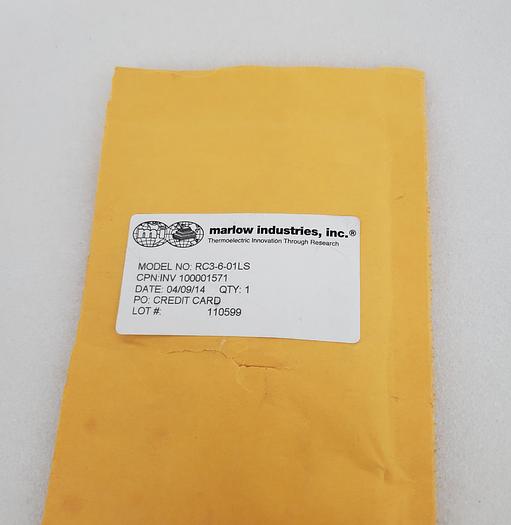 mi
marlow industries, inc.®
Thermoelectric Innovation Through Research
MODEL NO: RC3-6-01LS
CPN:INV 100001571
DATE: 04/09/14 QTY: 1
PO: CREDIT CARD
LOT #: 110599